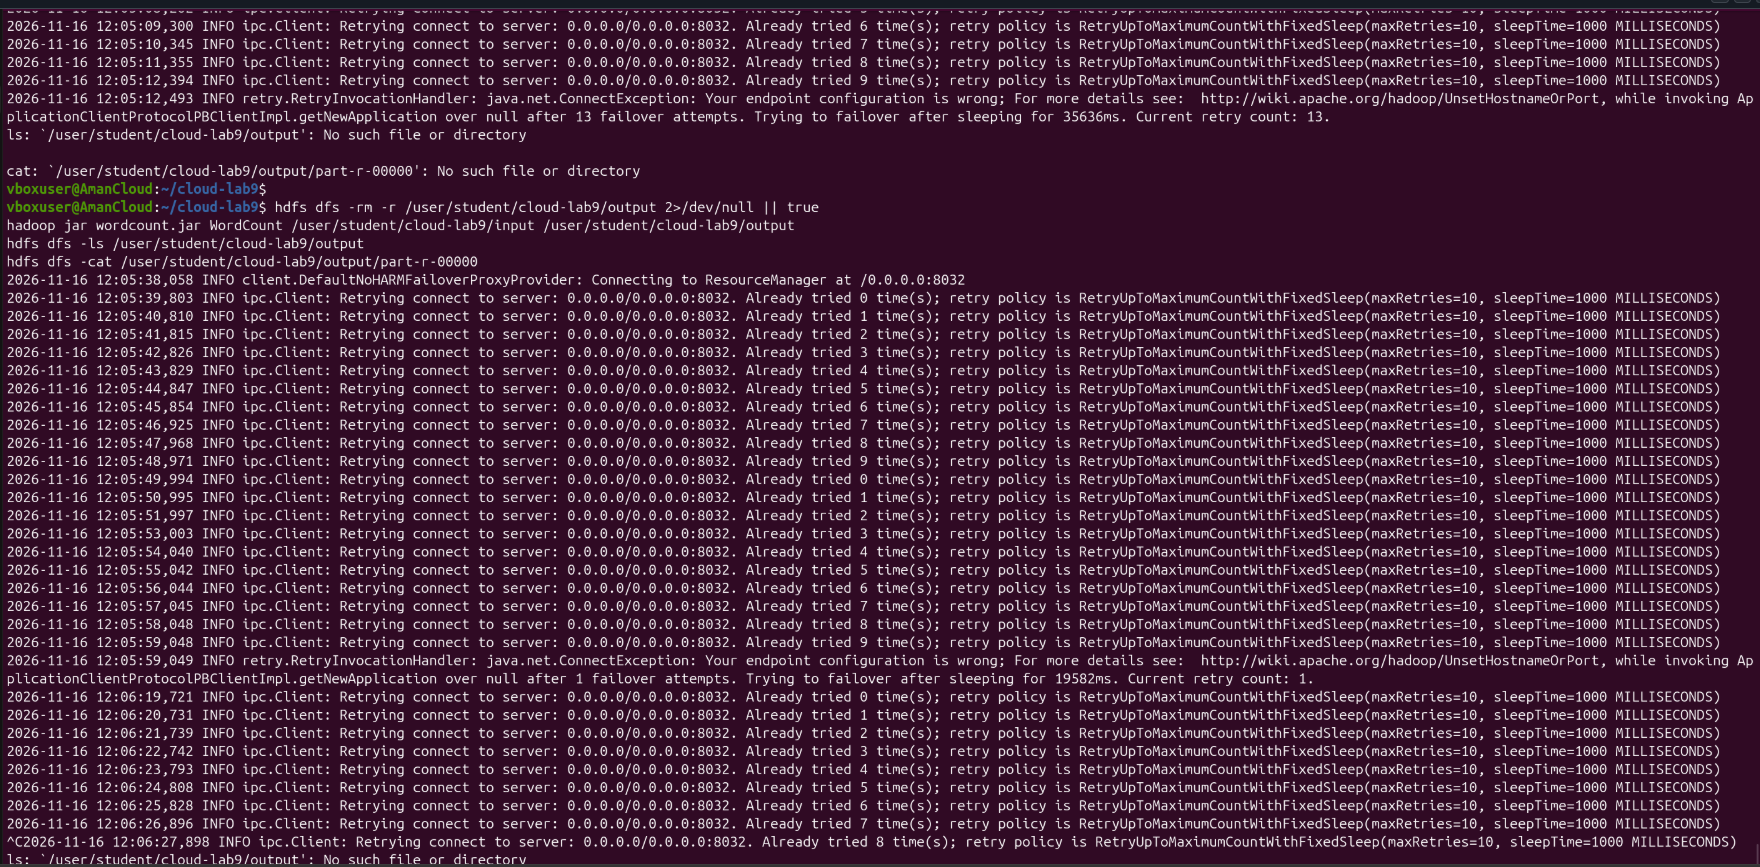 2026-11-16 12:05:09,300 INFO ipc.Client: Retrying connect to server: 0.0.0.0/0.0.0.0:8032. Already tried 6 time(s); retry policy is RetryUpToMaximumCountWithFixedSleep(maxRetries=10, sleepTime=1000 MILLISECONDS)
2026-11-16 12:05:10,345 INFO ipc.Client: Retrying connect to server: 0.0.0.0/0.0.0.0:8032. Already tried 7 time(s); retry policy is RetryUpToMaximumCountWithFixedSleep(maxRetries=10, sleepTime=1000 MILLISECONDS)
2026-11-16 12:05:11,355 INFO ipc.Client: Retrying connect to server: 0.0.0.0/0.0.0.0:8032. Already tried 8 time(s); retry policy is RetryUpToMaximumCountWithFixedSleep(maxRetries=10, sleepTime=1000 MILLISECONDS)
2026-11-16 12:05:12,394 INFO ipc.Client: Retrying connect to server: 0.0.0.0/0.0.0.0:8032. Already tried 9 time(s); retry policy is RetryUpToMaximumCountWithFixedSleep(maxRetries=10, sleepTime=1000 MILLISECONDS)
2026-11-16 12:05:12,493 INFO retry.RetryInvocationHandler: java.net.ConnectException: Your endpoint configuration is wrong; For more details see:  http://wiki.apache.org/hadoop/UnsetHostnameOrPort, while invoking Ap
plicationClientProtocolPBClientImpl.getNewApplication over null after 13 failover attempts. Trying to failover after sleeping for 35636ms. Current retry count: 13.
ls: `/user/student/cloud-lab9/output': No such file or directory
cat: `/user/student/cloud-lab9/output/part-r-00000': No such file or directory
vboxuser@AmanCloud:~/cloud-lab9$
vboxuser@AmanCloud:~/cloud-lab9$ hdfs dfs -rm -r /user/student/cloud-lab9/output 2>/dev/null || true
hadoop jar wordcount.jar WordCount /user/student/cloud-lab9/input /user/student/cloud-lab9/output
hdfs dfs -ls /user/student/cloud-lab9/output
hdfs dfs -cat /user/student/cloud-lab9/output/part-r-00000
2026-11-16 12:05:38,058 INFO client.DefaultNoHARMFailoverProxyProvider: Connecting to ResourceManager at /0.0.0.0:8032
2026-11-16 12:05:39,803 INFO ipc.Client: Retrying connect to server: 0.0.0.0/0.0.0.0:8032. Already tried 0 time(s); retry policy is RetryUpToMaximumCountWithFixedSleep(maxRetries=10, sleepTime=1000 MILLISECONDS)
2026-11-16 12:05:40,810 INFO ipc.Client: Retrying connect to server: 0.0.0.0/0.0.0.0:8032. Already tried 1 time(s); retry policy is RetryUpToMaximumCountWithFixedSleep(maxRetries=10, sleepTime=1000 MILLISECONDS)
2026-11-16 12:05:41,815 INFO ipc.Client: Retrying connect to server: 0.0.0.0/0.0.0.0:8032. Already tried 2 time(s); retry policy is RetryUpToMaximumCountWithFixedSleep(maxRetries=10, sleepTime=1000 MILLISECONDS)
2026-11-16 12:05:42,826 INFO ipc.Client: Retrying connect to server: 0.0.0.0/0.0.0.0:8032. Already tried 3 time(s); retry policy is RetryUpToMaximumCountWithFixedSleep(maxRetries=10, sleepTime=1000 MILLISECONDS)
2026-11-16 12:05:43,829 INFO ipc.Client: Retrying connect to server: 0.0.0.0/0.0.0.0:8032. Already tried 4 time(s); retry policy is RetryUpToMaximumCountWithFixedSleep(maxRetries=10, sleepTime=1000 MILLISECONDS)
2026-11-16 12:05:44,847 INFO ipc.Client: Retrying connect to server: 0.0.0.0/0.0.0.0:8032. Already tried 5 time(s); retry policy is RetryUpToMaximumCountWithFixedSleep(maxRetries=10, sleepTime=1000 MILLISECONDS)
2026-11-16 12:05:45,854 INFO ipc.Client: Retrying connect to server: 0.0.0.0/0.0.0.0:8032. Already tried 6 time(s); retry policy is RetryUpToMaximumCountWithFixedSleep(maxRetries=10, sleepTime=1000 MILLISECONDS)
2026-11-16 12:05:46,925 INFO ipc.Client: Retrying connect to server: 0.0.0.0/0.0.0.0:8032. Already tried 7 time(s); retry policy is RetryUpToMaximumCountWithFixedSleep(maxRetries=10, sleepTime=1000 MILLISECONDS)
2026-11-16 12:05:47,968 INFO ipc.Client: Retrying connect to server: 0.0.0.0/0.0.0.0:8032. Already tried 8 time(s); retry policy is RetryUpToMaximumCountWithFixedSleep(maxRetries=10, sleepTime=1000 MILLISECONDS)
2026-11-16 12:05:48,971 INFO ipc.Client: Retrying connect to server: 0.0.0.0/0.0.0.0:8032. Already tried 9 time(s); retry policy is RetryUpToMaximumCountWithFixedSleep(maxRetries=10, sleepTime=1000 MILLISECONDS)
2026-11-16 12:05:49,994 INFO ipc.Client: Retrying connect to server: 0.0.0.0/0.0.0.0:8032. Already tried 0 time(s); retry policy is RetryUpToMaximumCountWithFixedSleep(maxRetries=10, sleepTime=1000 MILLISECONDS)
2026-11-16 12:05:50,995 INFO ipc.Client: Retrying connect to server: 0.0.0.0/0.0.0.0:8032. Already tried 1 time(s); retry policy is RetryUpToMaximumCountWithFixedSleep(maxRetries=10, sleepTime=1000 MILLISECONDS)
2026-11-16 12:05:51,997 INFO ipc.Client: Retrying connect to server: 0.0.0.0/0.0.0.0:8032. Already tried 2 time(s); retry policy is RetryUpToMaximumCountWithFixedSleep(maxRetries=10, sleepTime=1000 MILLISECONDS)
2026-11-16 12:05:53,003 INFO ipc.Client: Retrying connect to server: 0.0.0.0/0.0.0.0:8032. Already tried 3 time(s); retry policy is RetryUpToMaximumCountWithFixedSleep(maxRetries=10, sleepTime=1000 MILLISECONDS)
2026-11-16 12:05:54,040 INFO ipc.Client: Retrying connect to server: 0.0.0.0/0.0.0.0:8032. Already tried 4 time(s); retry policy is RetryUpToMaximumCountWithFixedSleep(maxRetries=10, sleepTime=1000 MILLISECONDS)
2026-11-16 12:05:55,042 INFO ipc.Client: Retrying connect to server: 0.0.0.0/0.0.0.0:8032. Already tried 5 time(s); retry policy is RetryUpToMaximumCountWithFixedSleep(maxRetries=10, sleepTime=1000 MILLISECONDS)
2026-11-16 12:05:56,044 INFO ipc.Client: Retrying connect to server: 0.0.0.0/0.0.0.0:8032. Already tried 6 time(s); retry policy is RetryUpToMaximumCountWithFixedSleep(maxRetries=10, sleepTime=1000 MILLISECONDS)
2026-11-16 12:05:57,045 INFO ipc.Client: Retrying connect to server: 0.0.0.0/0.0.0.0:8032. Already tried 7 time(s); retry policy is RetryUpToMaximumCountWithFixedSleep(maxRetries=10, sleepTime=1000 MILLISECONDS)
2026-11-16 12:05:58,048 INFO ipc.Client: Retrying connect to server: 0.0.0.0/0.0.0.0:8032. Already tried 8 time(s); retry policy is RetryUpToMaximumCountWithFixedSleep(maxRetries=10, sleepTime=1000 MILLISECONDS)
2026-11-16 12:05:59,048 INFO ipc.Client: Retrying connect to server: 0.0.0.0/0.0.0.0:8032. Already tried 9 time(s); retry policy is RetryUpToMaximumCountWithFixedSleep(maxRetries=10, sleepTime=1000 MILLISECONDS)
2026-11-16 12:05:59,049 INFO retry.RetryInvocationHandler: java.net.ConnectException: Your endpoint configuration is wrong; For more details see:  http://wiki.apache.org/hadoop/UnsetHostnameOrPort, while invoking Ap
plicationClientProtocolPBClientImpl.getNewApplication over null after 1 failover attempts. Trying to failover after sleeping for 19582ms. Current retry count: 1.
2026-11-16 12:06:19,721 INFO ipc.Client: Retrying connect to server: 0.0.0.0/0.0.0.0:8032. Already tried 0 time(s); retry policy is RetryUpToMaximumCountWithFixedSleep(maxRetries=10, sleepTime=1000 MILLISECONDS)
2026-11-16 12:06:20,731 INFO ipc.Client: Retrying connect to server: 0.0.0.0/0.0.0.0:8032. Already tried 1 time(s); retry policy is RetryUpToMaximumCountWithFixedSleep(maxRetries=10, sleepTime=1000 MILLISECONDS)
2026-11-16 12:06:21,739 INFO ipc.Client: Retrying connect to server: 0.0.0.0/0.0.0.0:8032. Already tried 2 time(s); retry policy is RetryUpToMaximumCountWithFixedSleep(maxRetries=10, sleepTime=1000 MILLISECONDS)
2026-11-16 12:06:22,742 INFO ipc.Client: Retrying connect to server: 0.0.0.0/0.0.0.0:8032. Already tried 3 time(s); retry policy is RetryUpToMaximumCountWithFixedSleep(maxRetries=10, sleepTime=1000 MILLISECONDS)
2026-11-16 12:06:23,793 INFO ipc.Client: Retrying connect to server: 0.0.0.0/0.0.0.0:8032. Already tried 4 time(s); retry policy is RetryUpToMaximumCountWithFixedSleep(maxRetries=10, sleepTime=1000 MILLISECONDS)
2026-11-16 12:06:24,808 INFO ipc.Client: Retrying connect to server: 0.0.0.0/0.0.0.0:8032. Already tried 5 time(s); retry policy is RetryUpToMaximumCountWithFixedSleep(maxRetries=10, sleepTime=1000 MILLISECONDS)
2026-11-16 12:06:25,828 INFO ipc.Client: Retrying connect to server: 0.0.0.0/0.0.0.0:8032. Already tried 6 time(s); retry policy is RetryUpToMaximumCountWithFixedSleep(maxRetries=10, sleepTime=1000 MILLISECONDS)
2026-11-16 12:06:26,896 INFO ipc.Client: Retrying connect to server: 0.0.0.0/0.0.0.0:8032. Already tried 7 time(s); retry policy is RetryUpToMaximumCountWithFixedSleep(maxRetries=10, sleepTime=1000 MILLISECONDS)
^C2026-11-16 12:06:27,898 INFO ipc.Client: Retrying connect to server: 0.0.0.0/0.0.0.0:8032. Already tried 8 time(s); retry policy is RetryUpToMaximumCountWithFixedSleep(maxRetries=10, sleepTime=1000 MILLISECONDS)
ls: `/user/student/cloud-lab9/output': No such file or directory